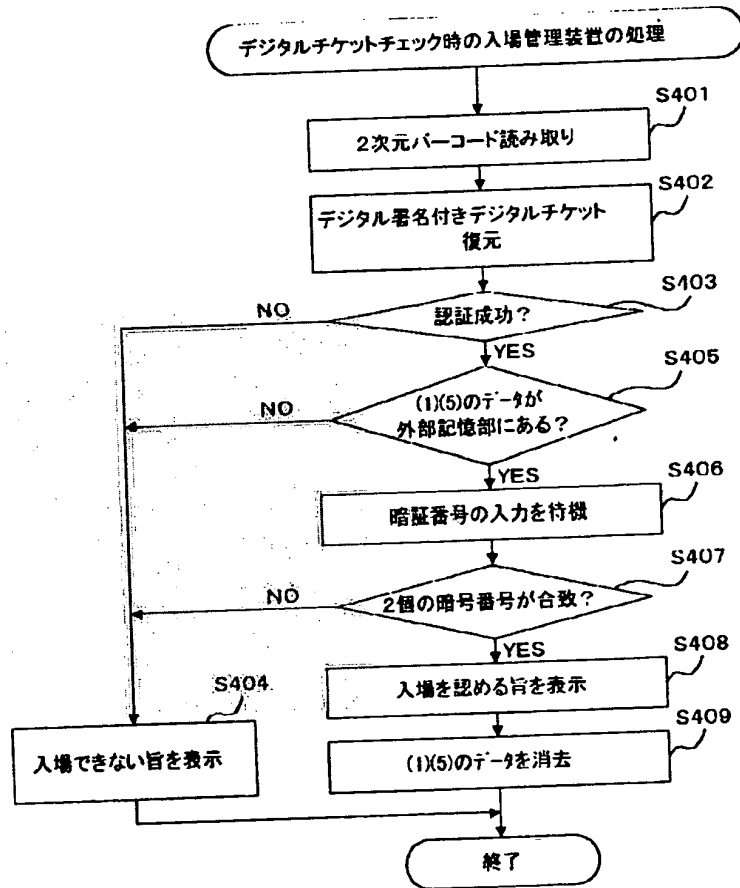 デジタルチケットチェック時の入場管理装置の処理
S401
2次元バーコード読み取り
S402
デジタル署名付きデジタルチケット
復元
S403
認証成功?
NO
YES
S405
(1)(5)のデータが
外部記憶部にある?
NO
YES
S406
暗証番号の入力を待機
S407
2個の暗号番号が合致?
NO
YES
S408
入場を認める旨を表示
S404
入場できない旨を表示
S409
(1)(5)のデータを消去
終了